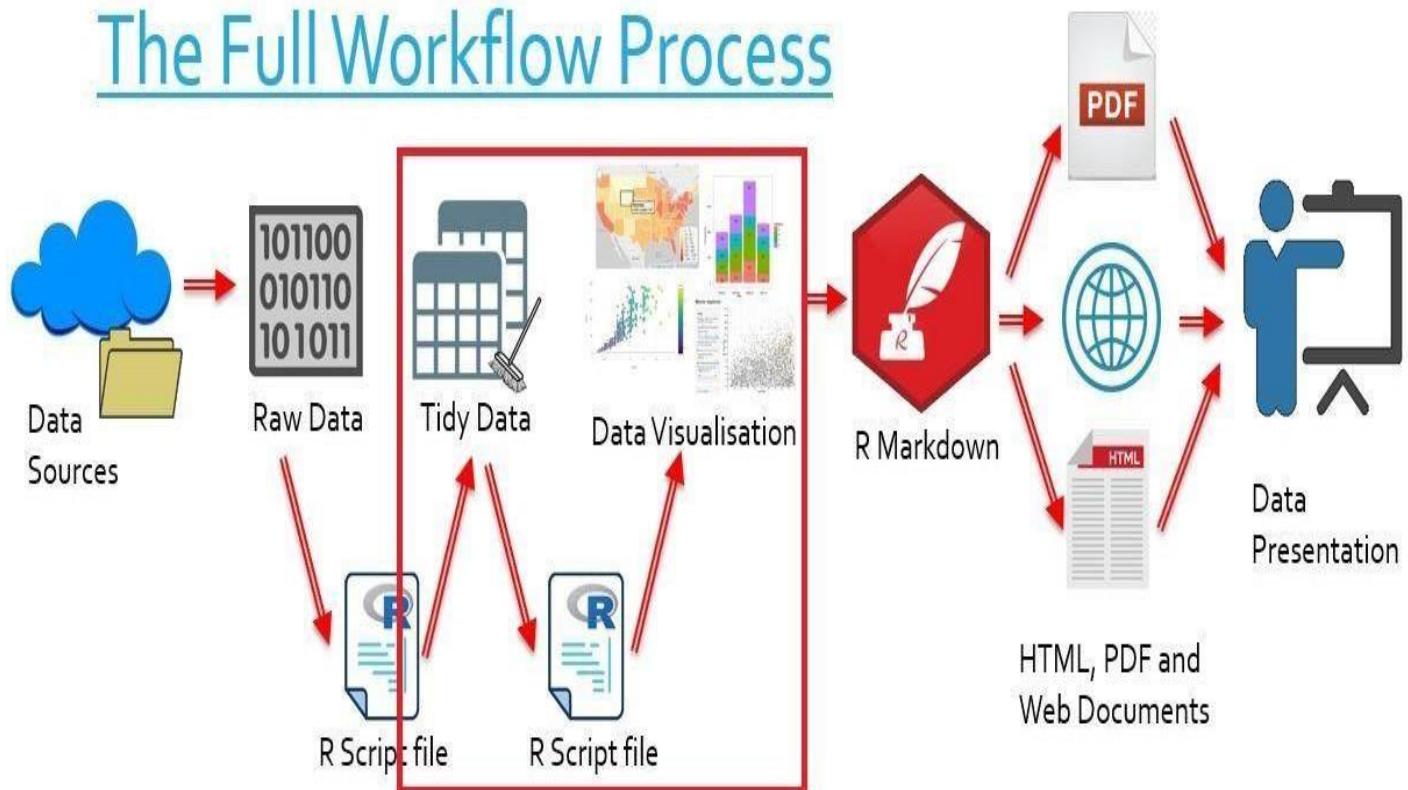 The Full Workflow Process
PDF
101100
010110
101011
Data
Sources
Raw Data
Tidy Data
Data Visualisation
R
R Markdown
HTML
Data
Presentation
R
R
R Script file
R Script file
HTML, PDF and
Web Documents